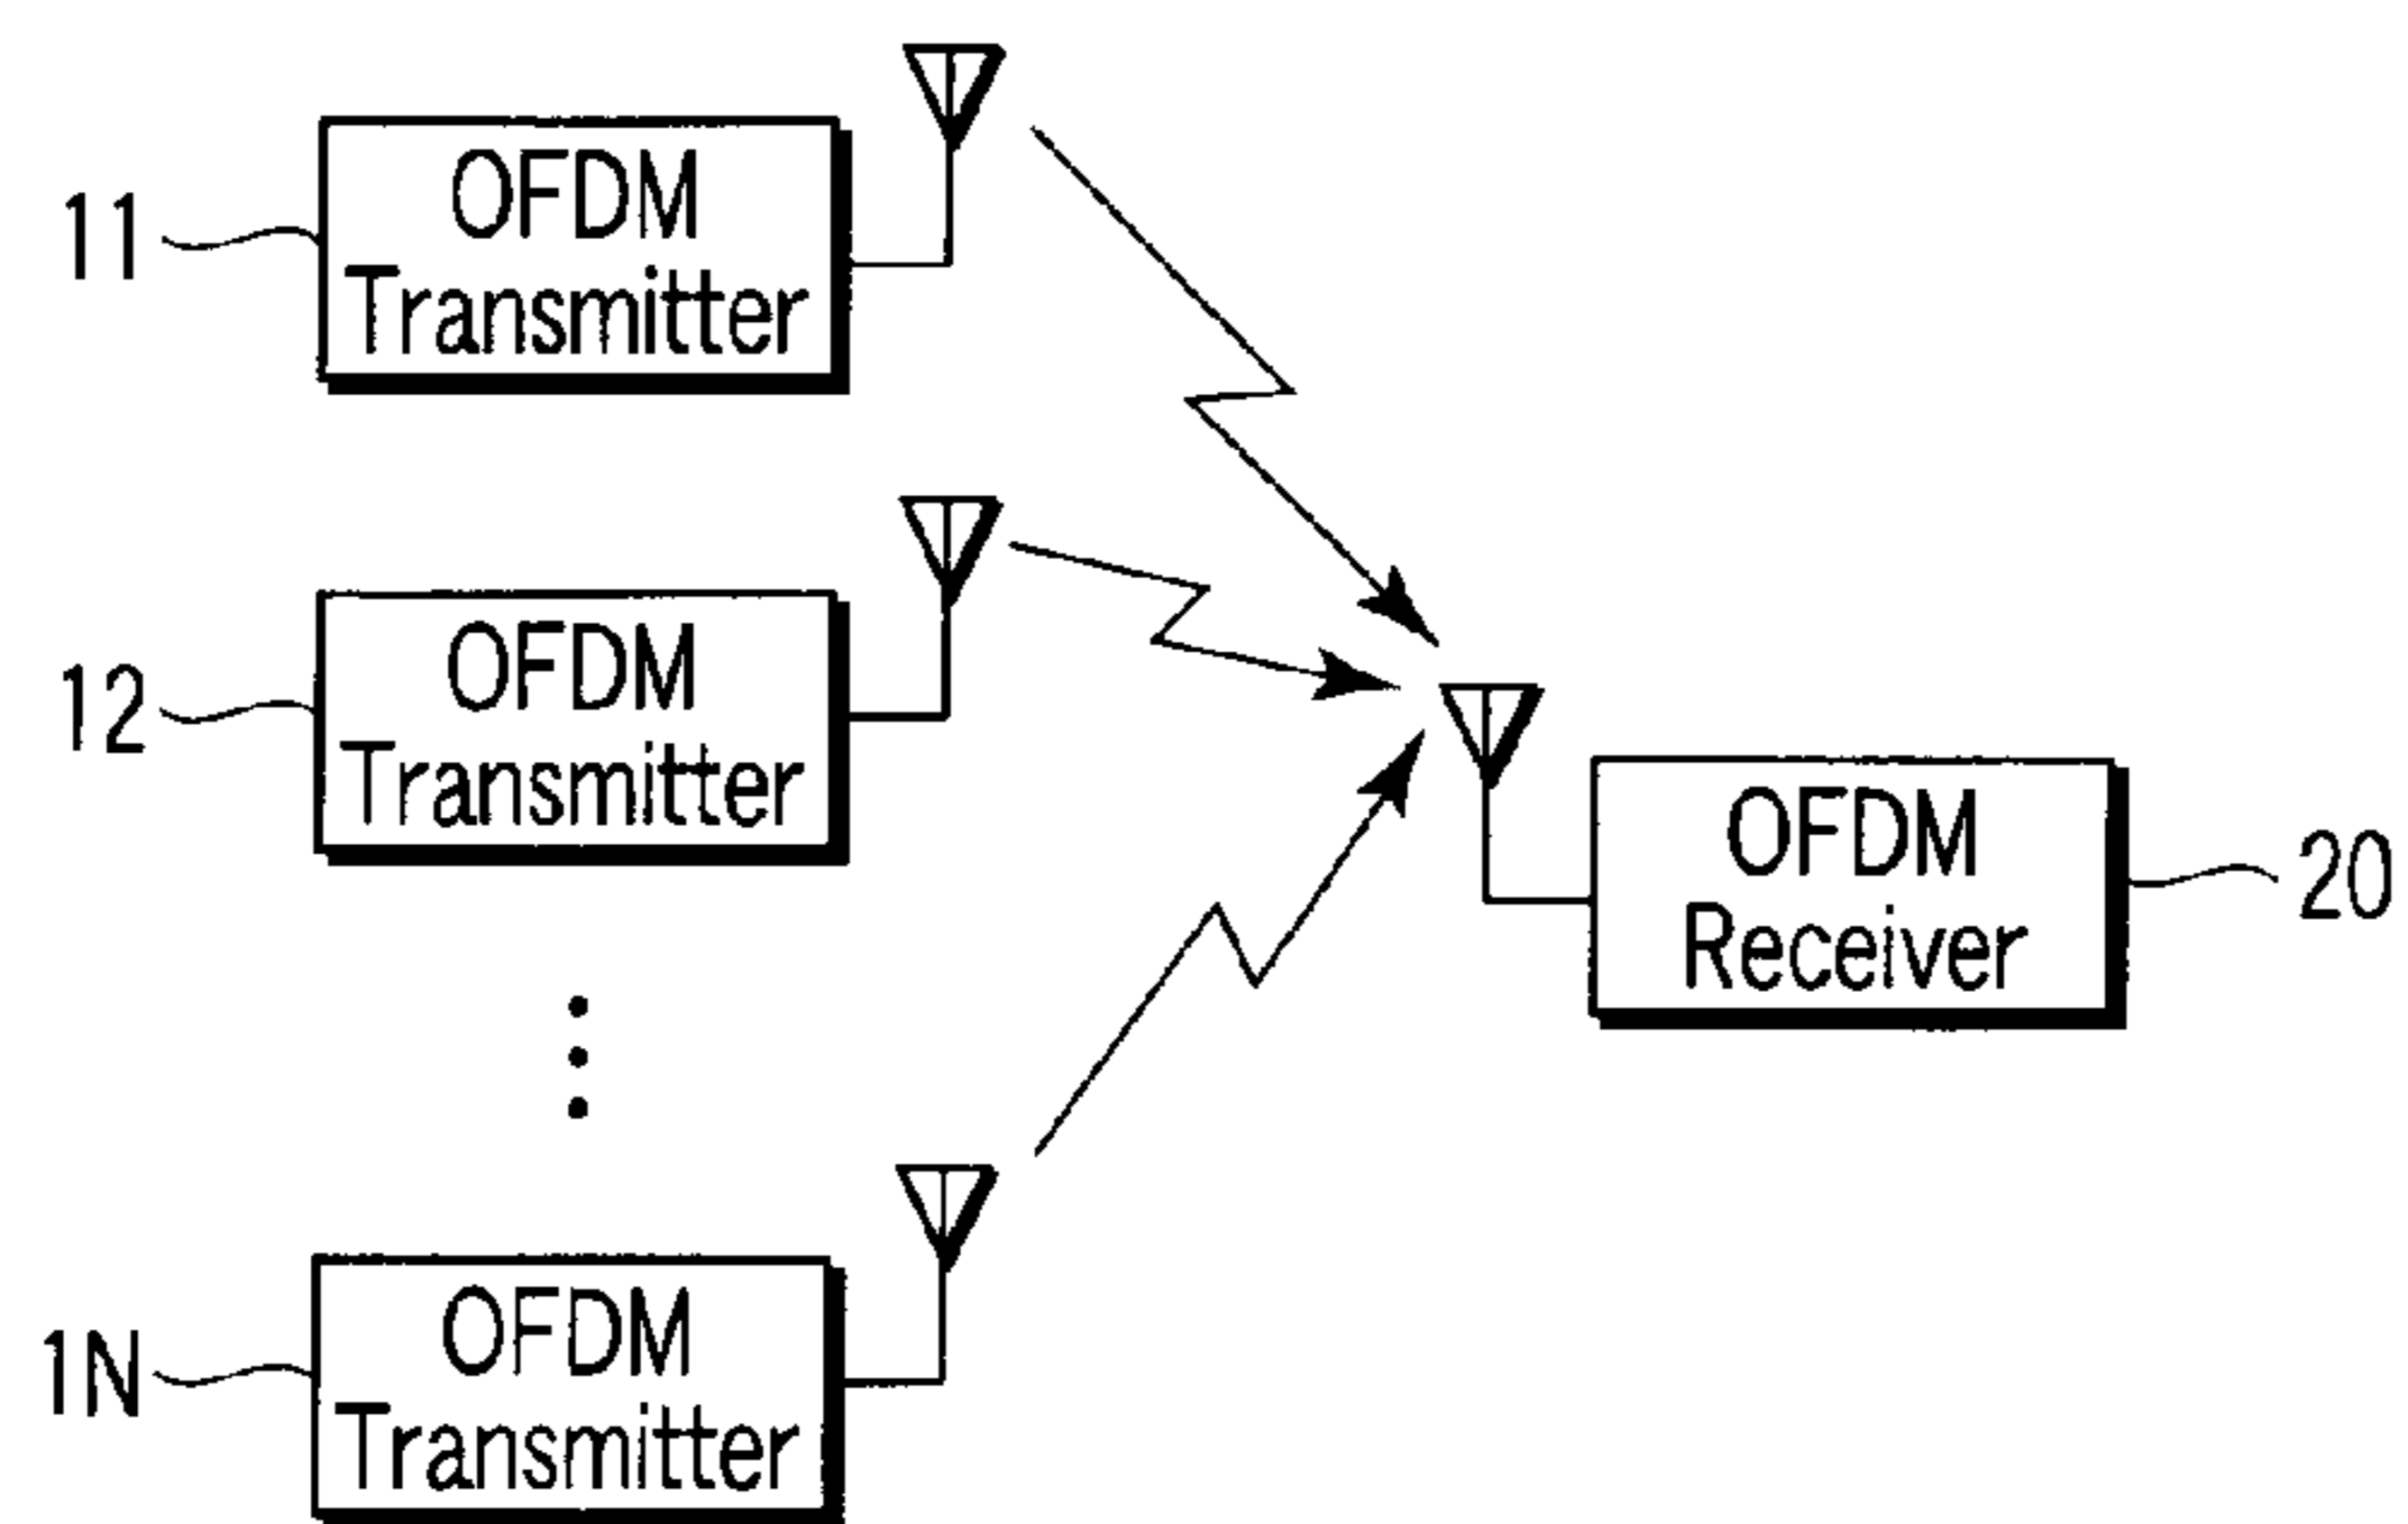 11
OFDM
Transmitter
12
OFDM
Transmitter
OFDM
Receiver
20
1N
OFDM
Transmitter